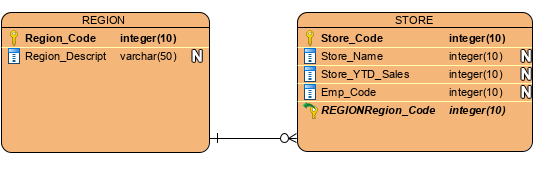 REGION
Region_Code integer(10)
Region_Descript varchar(50) N
STORE
Store_Code integer(10)
Store_Name integer(10) N
Store_YTD_Sales integer(10) N
Emp_Code integer(10) N
REGIONRegion_Code integer(10)